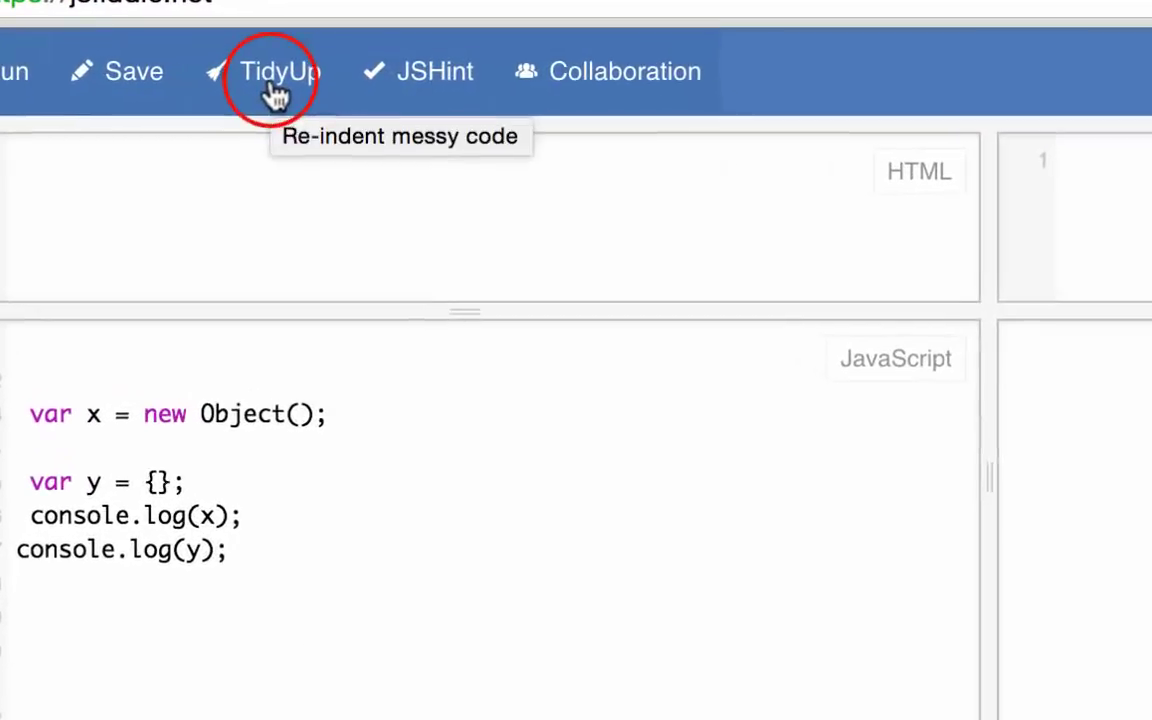 Save TidyUp JSHint Collaboration
Re-indent messy code
HTML
1
JavaScript
var x = new Object();
var y = {};
console.log(x);
console.log(y);